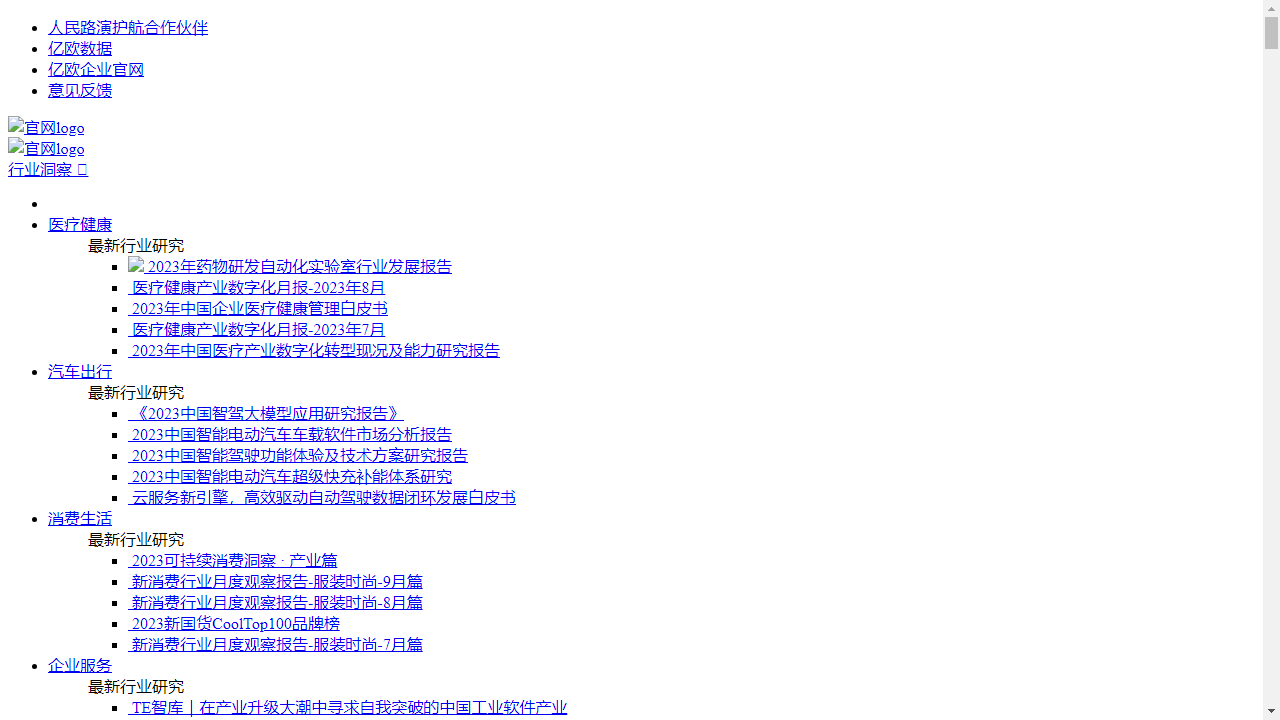 人民路演护航合作伙伴
亿欧数据
亿欧企业官网
意见反馈
官网logo
官网logo
行业洞察
医疗健康
最新行业研究
2023年药物研发自动化实验室行业发展报告
医疗健康产业数字化月报-2023年8月
2023年中国企业医疗健康管理白皮书
医疗健康产业数字化月报-2023年7月
2023年中国医疗产业数字化转型现况及能力研究报告
汽车出行
最新行业研究
《2023中国智驾大模型应用研究报告》
2023中国智能电动汽车车载软件市场分析报告
2023中国智能驾驶功能体验及技术方案研究报告
2023中国智能电动汽车超级快充补能体系研究
云服务新引擎，高效驱动自动驾驶数据闭环发展白皮书
消费生活
最新行业研究
2023可持续消费洞察 · 产业篇
新消费行业月度观察报告-服装时尚-9月篇
新消费行业月度观察报告-服装时尚-8月篇
2023新国货CoolTop100品牌榜
新消费行业月度观察报告-服装时尚-7月篇
企业服务
最新行业研究
TE智库｜在产业升级大潮中寻求自我突破的中国工业软件产业